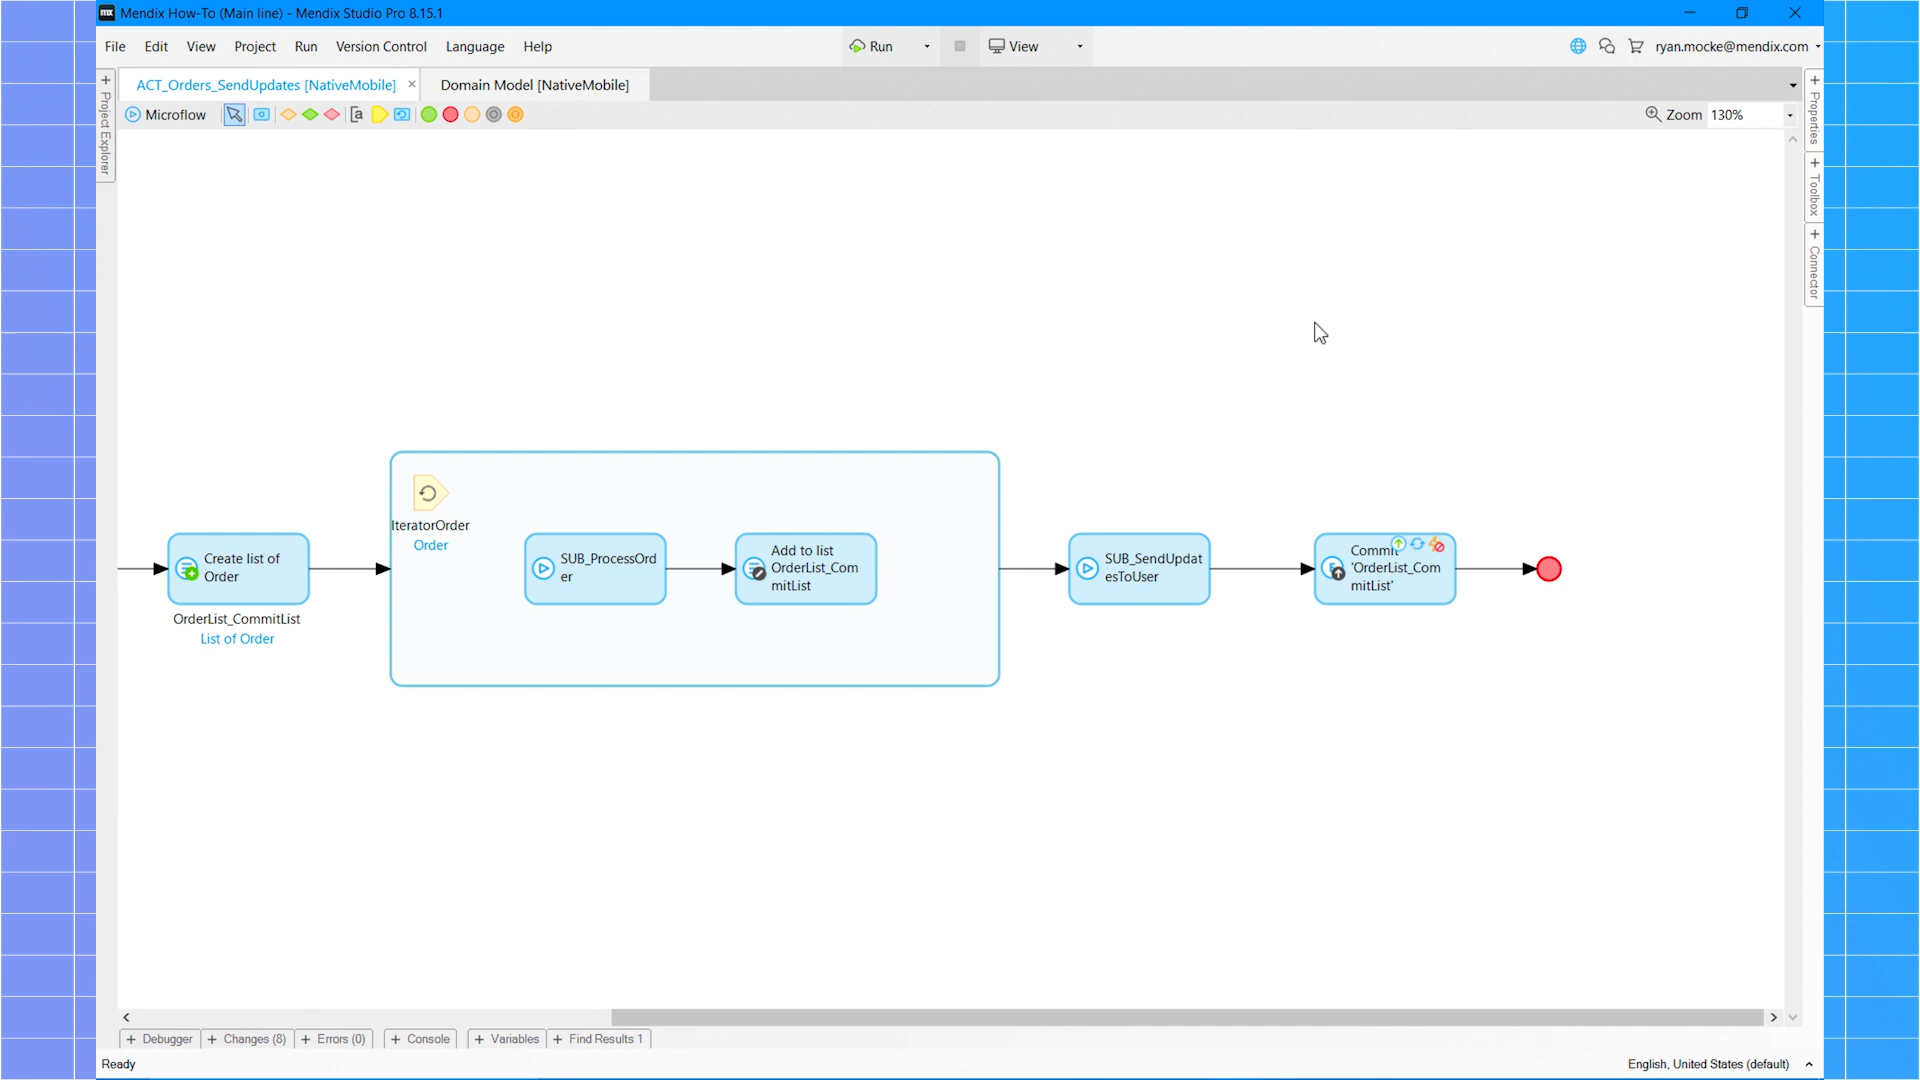 mx Mendix How-To (Main line) - Mendix Studio Pro 8.15.1
File Edit View Project Run Version Control Language Help
Run View
ryan.mocke@mendix.com
ACT_Orders_SendUpdates [NativeMobile] × Domain Model [NativeMobile]
Microflow
Zoom 130%
Project Explorer
Properties
Toolbox
Connector
IteratorOrder
Order
Create list of
Order
OrderList_CommitList
List of Order
SUB_ProcessOrd
er
Add to list
OrderList_Com
mitList
SUB_SendUpdat
esToUser
Commit
'OrderList_Com
mitList'
+ Debugger + Changes (8) + Errors (0) + Console + Variables + Find Results 1
Ready
English, United States (default)